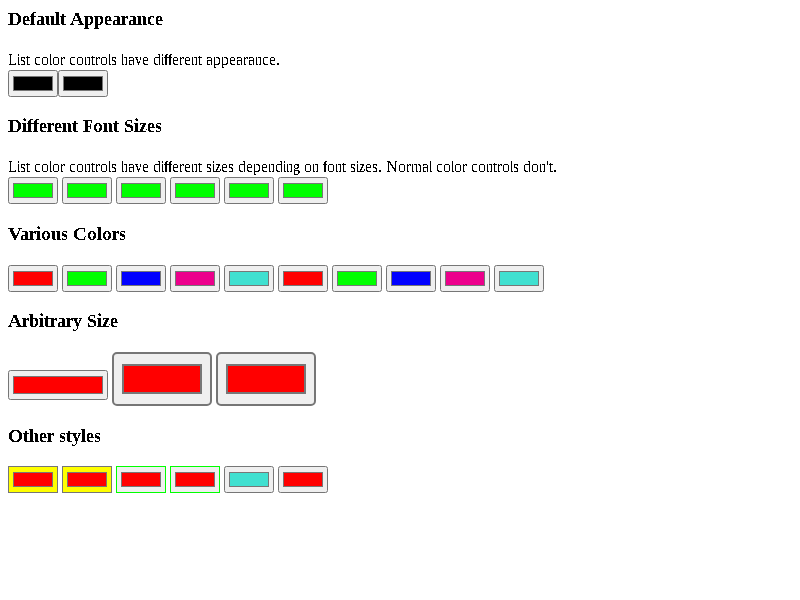 Default Appearance
List color controls have different appearance.
Different Font Sizes
List color controls have different sizes depending on font sizes. Normal color controls don't.
Various Colors
Arbitrary Size
Other styles